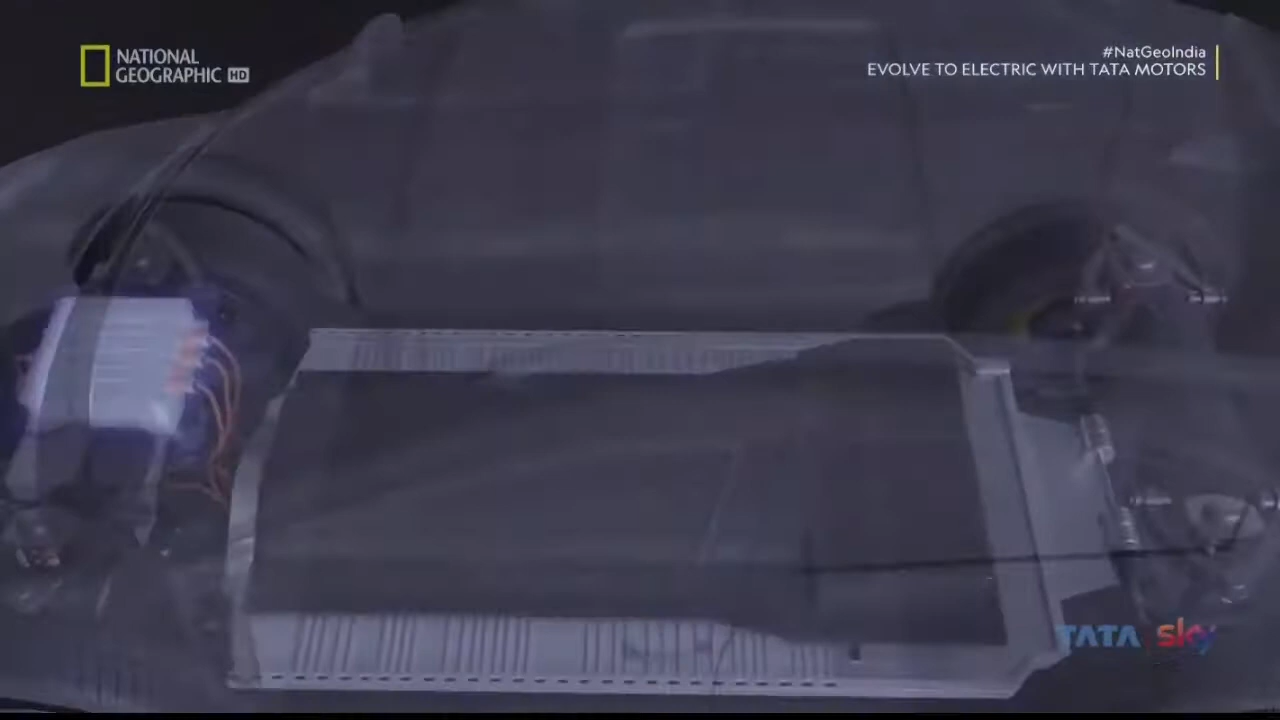 NATIONAL
GEOGRAPHIC HD
#NatGeoIndia
EVOLVE TO ELECTRIC WITH TATA MOTORS
TATA sky